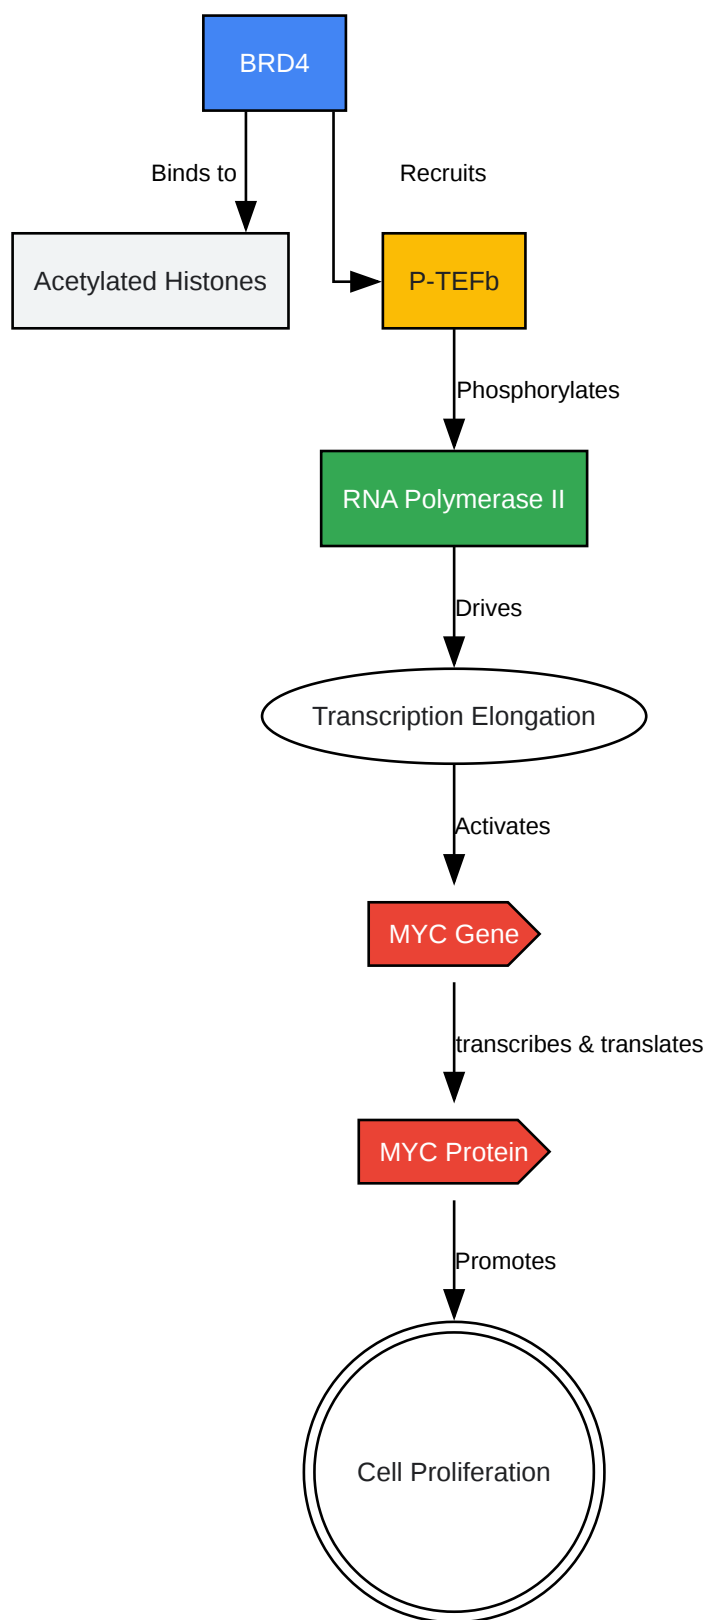 BRD4
Binds to
Recruits
Acetylated Histones
P-TEFb
Phosphorylates
RNA Polymerase II
Drives
Transcription Elongation
Activates
MYC Gene
transcribes & translates
MYC Protein
Promotes
Cell Proliferation